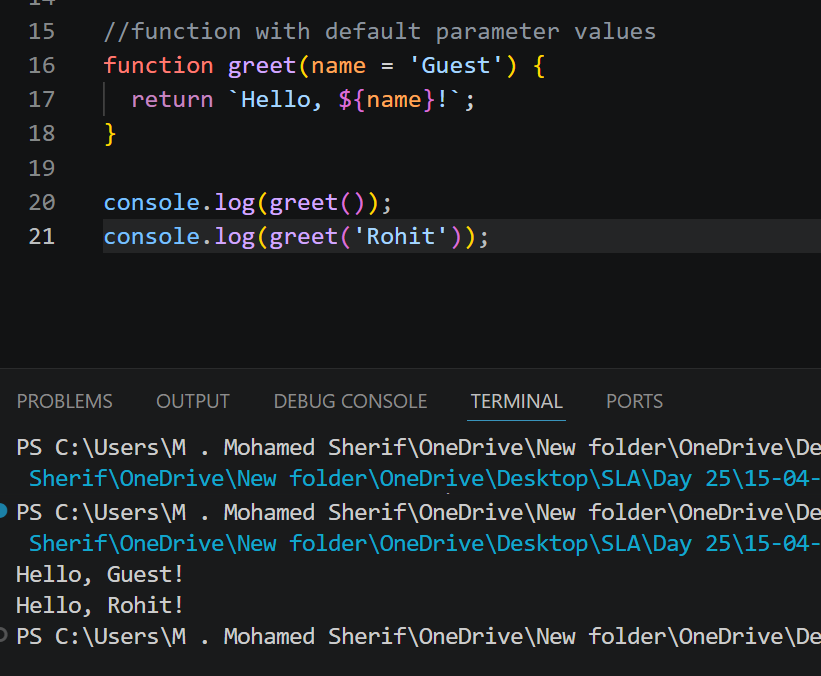 14
15 //function with default parameter values
16 function greet(name = 'Guest') {
17   return `Hello, ${name}!`;
18 }
19
20 console.log(greet());
21 console.log(greet('Rohit'));
PROBLEMS OUTPUT DEBUG CONSOLE TERMINAL PORTS
PS C:\Users\M . Mohamed Sherif\OneDrive\New folder\OneDrive\De
Sherif\OneDrive\New folder\OneDrive\Desktop\SLA\Day 25\15-04-
PS C:\Users\M . Mohamed Sherif\OneDrive\New folder\OneDrive\De
Sherif\OneDrive\New folder\OneDrive\Desktop\SLA\Day 25\15-04-
Hello, Guest!
Hello, Rohit!
PS C:\Users\M . Mohamed Sherif\OneDrive\New folder\OneDrive\De